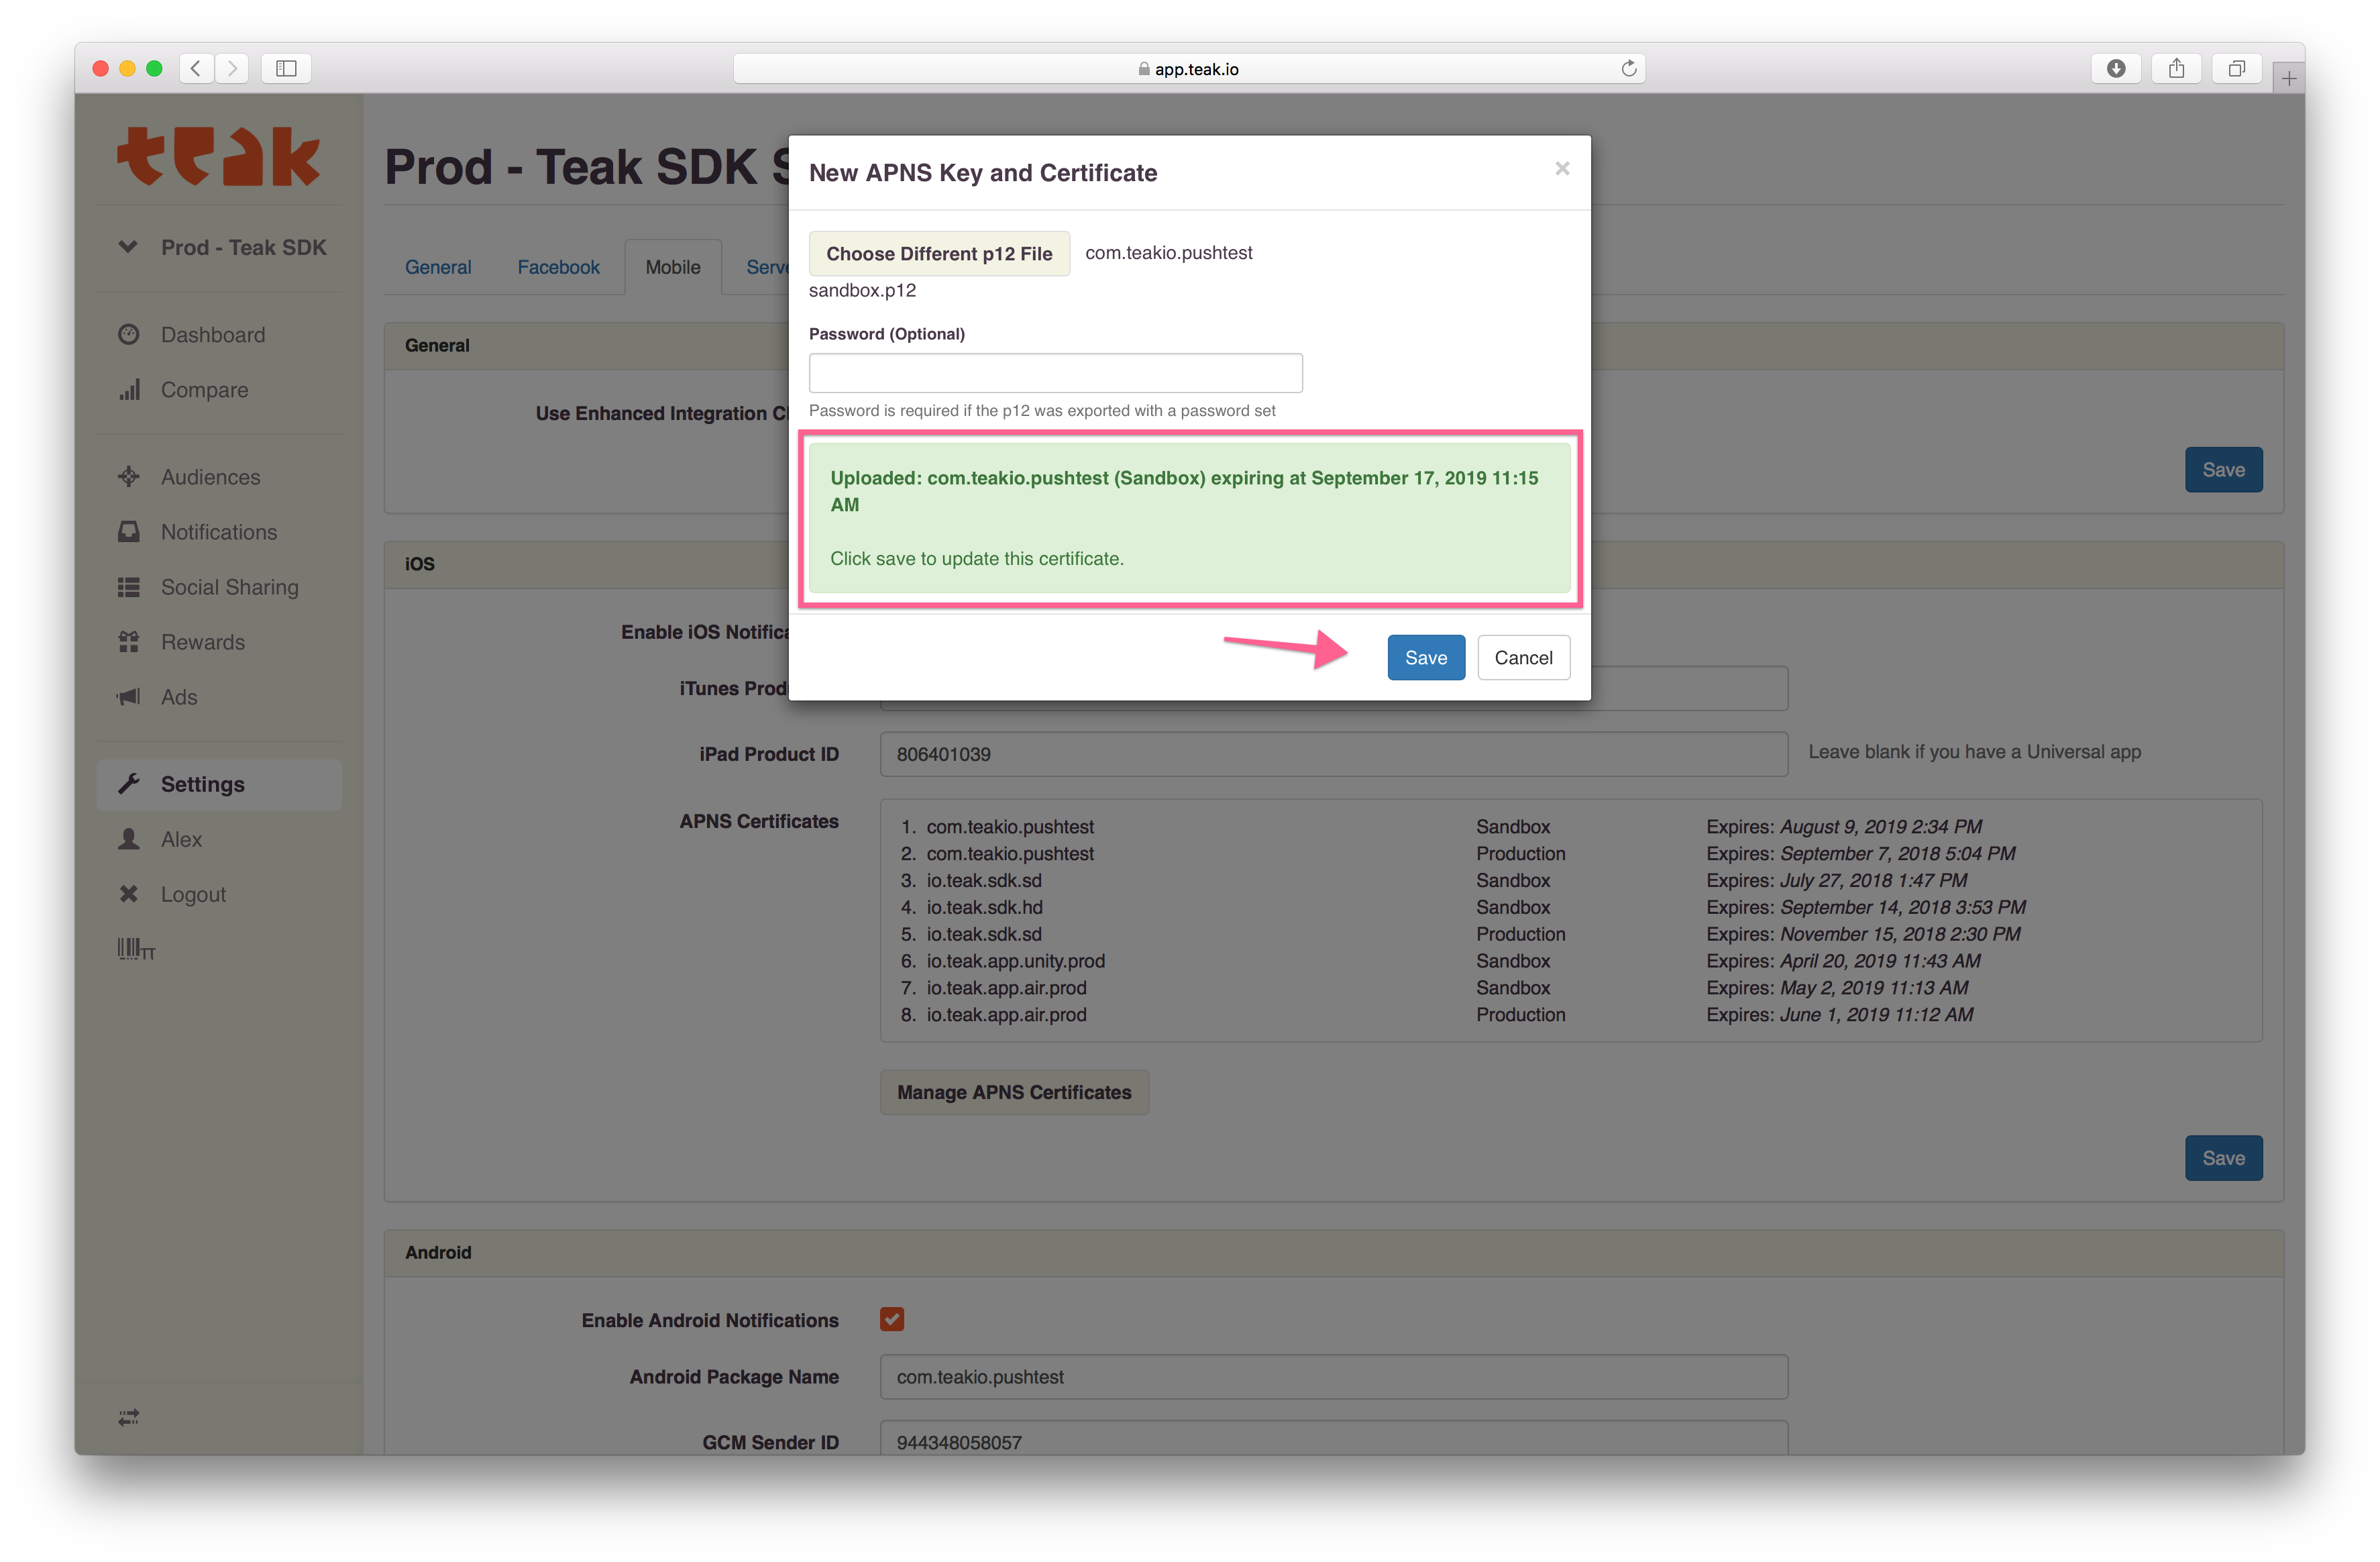 app.teak.io
teak
Prod - Teak SDK
Dashboard
Compare
Audiences
Notifications
Social Sharing
Rewards
Ads
Settings
Alex
Logout
Prod - Teak SDK
General
Facebook
Mobile
General
Use Enhanced Integration
Save
iOS
Enable iOS
iTunes
iPad Product ID
806401039
Leave blank if you have a Universal app
APNS Certificates
1. com.teakio.pushtest Sandbox Expires: August 9, 2019 2:34 PM
2. com.teakio.pushtest Production Expires: September 7, 2018 5:04 PM
3. io.teak.sdk.sd Sandbox Expires: July 27, 2018 1:47 PM
4. io.teak.sdk.hd Sandbox Expires: September 14, 2018 3:53 PM
5. io.teak.sdk.sd Production Expires: November 15, 2018 2:30 PM
6. io.teak.app.unity.prod Sandbox Expires: April 20, 2019 11:43 AM
7. io.teak.app.air.prod Sandbox Expires: May 2, 2019 11:13 AM
8. io.teak.app.air.prod Production Expires: June 1, 2019 11:12 AM
Manage APNS Certificates
Save
Android
Enable Android Notifications
Android Package Name
com.teakio.pushtest
GCM Sender ID
944348058057
New APNS Key and Certificate
×
Choose Different p12 File com.teakio.pushtest
sandbox.p12
Password (Optional)
Password is required if the p12 was exported with a password set
Uploaded: com.teakio.pushtest (Sandbox) expiring at September 17, 2019 11:15
AM
Click save to update this certificate.
Save
Cancel